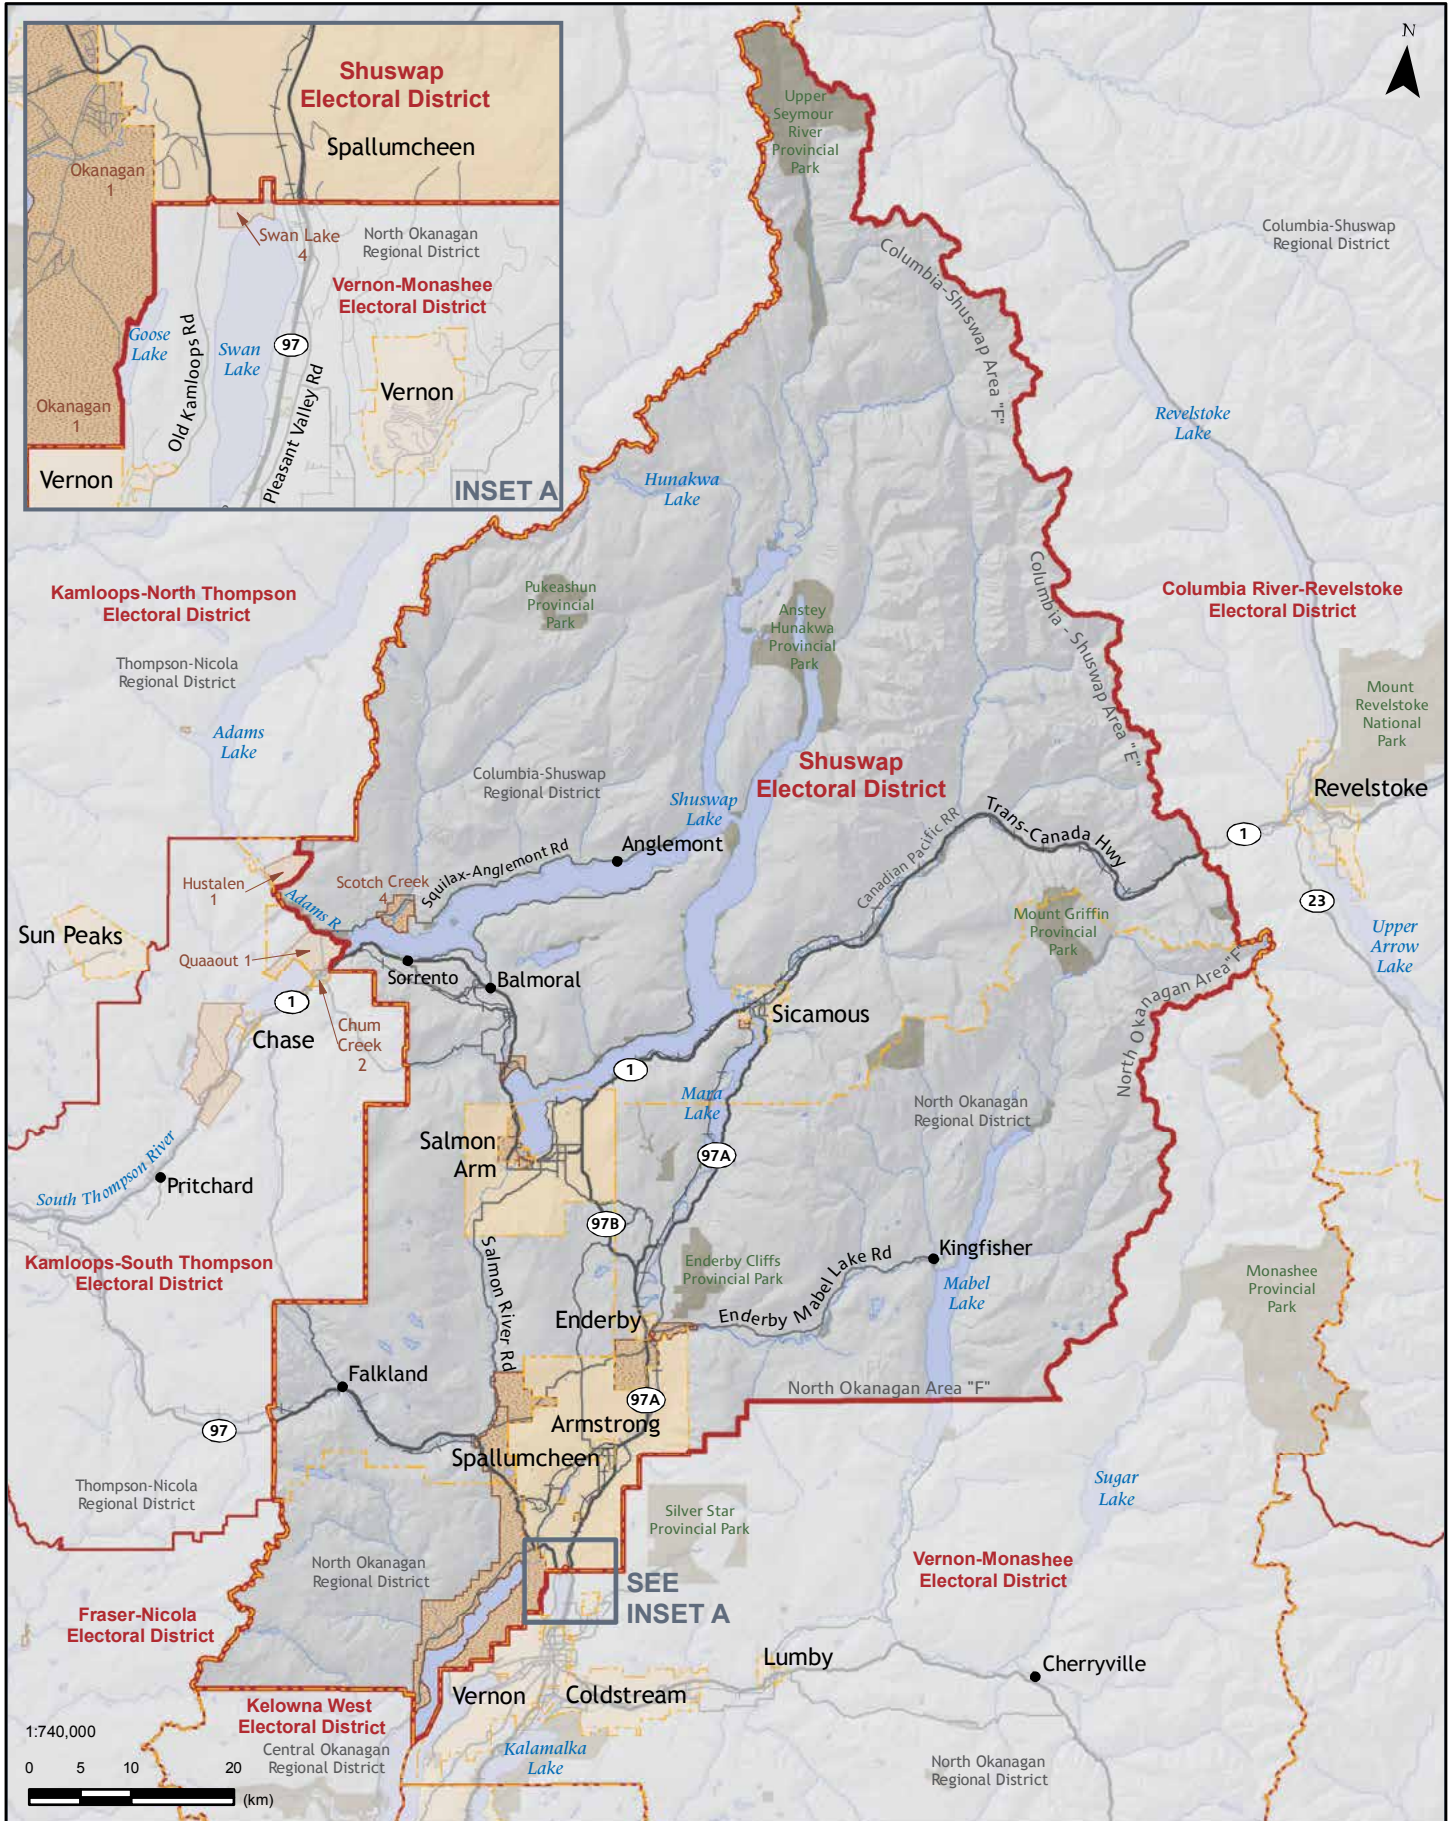 N
Shuswap
Electoral District
Spallumcheen
Okanagan
1
Swan Lake
4
North Okanagan
Regional District
Vernon-Monashee
Electoral District
Goose
Lake
Old Kamloops Rd
Swan
Lake
97
Pleasant Valley Rd
Vernon
Okanagan
1
Vernon
INSET A
Upper
Seymour
River
Provincial
Park
Columbia-Shuswap
Regional District
Columbia-Shuswap Area "F"
Revelstoke
Lake
Hunakwa
Lake
Kamloops-North Thompson
Electoral District
Pukeashun
Provincial
Park
Anstey
Hunakwa
Provincial
Park
Columbia - Shuswap Area "E"
Columbia River-Revelstoke
Electoral District
Thompson-Nicola
Regional District
Mount
Revelstoke
National
Park
Adams
Lake
Columbia-Shuswap
Regional District
Shuswap
Electoral District
Shuswap
Lake
Revelstoke
Canadian Pacific RR
Trans-Canada Hwy
1
Squilax-Anglemont Rd
Anglemont
Hustalen
1
Scotch Creek
4
Adams R
23
Mount Griffin
Provincial
Park
Upper
Arrow
Lake
Sun Peaks
Quaaout 1
Sorrento
Balmoral
North Okanagan Area "F"
1
Chase
Chum
Creek
2
Sicamous
1
Mara
Lake
North Okanagan
Regional District
Salmon
Arm
97A
South Thompson River
Pritchard
97B
Salmon River Rd
Kamloops-South Thompson
Electoral District
Enderby Cliffs
Provincial Park
Enderby Mabel Lake Rd
Kingfisher
Mabel
Lake
Monashee
Provincial
Park
Enderby
Falkland
97A
North Okanagan Area "F"
97
Armstrong
Spallumcheen
Thompson-Nicola
Regional District
Sugar
Lake
Silver Star
Provincial Park
North Okanagan
Regional District
SEE
INSET A
Vernon-Monashee
Electoral District
Fraser-Nicola
Electoral District
Lumby
Cherryville
Vernon
Coldstream
Kelowna West
Electoral District
Central Okanagan
Regional District
Kalamalka
Lake
North Okanagan
Regional District
1:740,000
0 5 10 20
(km)